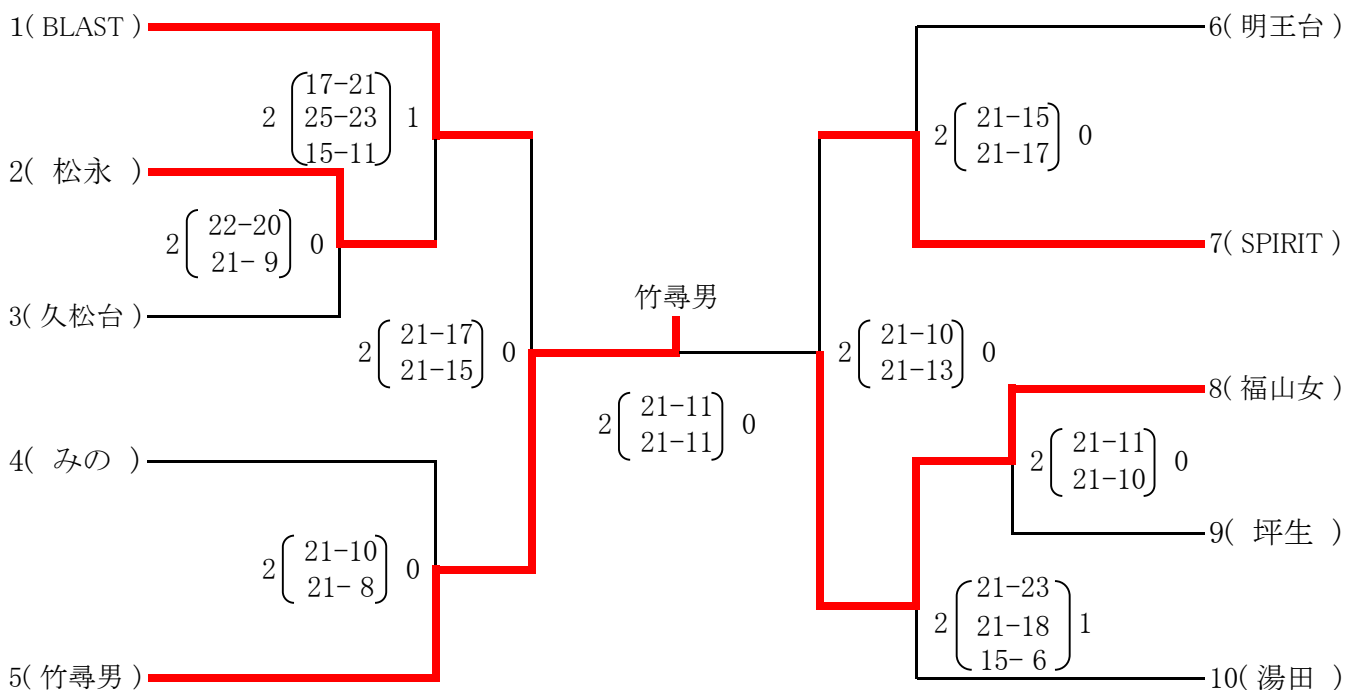 1( BLAST )
2 17-21 1
25-23
15-11
2( 松永 )
2 22-20 0
21- 9
3( 久松台 )
2 21-17 0
21-15
4( みの )
2 21-10 0
21- 8
5( 竹尋男 )
竹尋男
2 21-11 0
21-11
6( 明王台 )
2 21-15 0
21-17
7( SPIRIT )
2 21-10 0
21-13
8( 福山女 )
2 21-11 0
21-10
9( 坪生 )
2 21-23 1
21-18
15- 6
10( 湯田 )